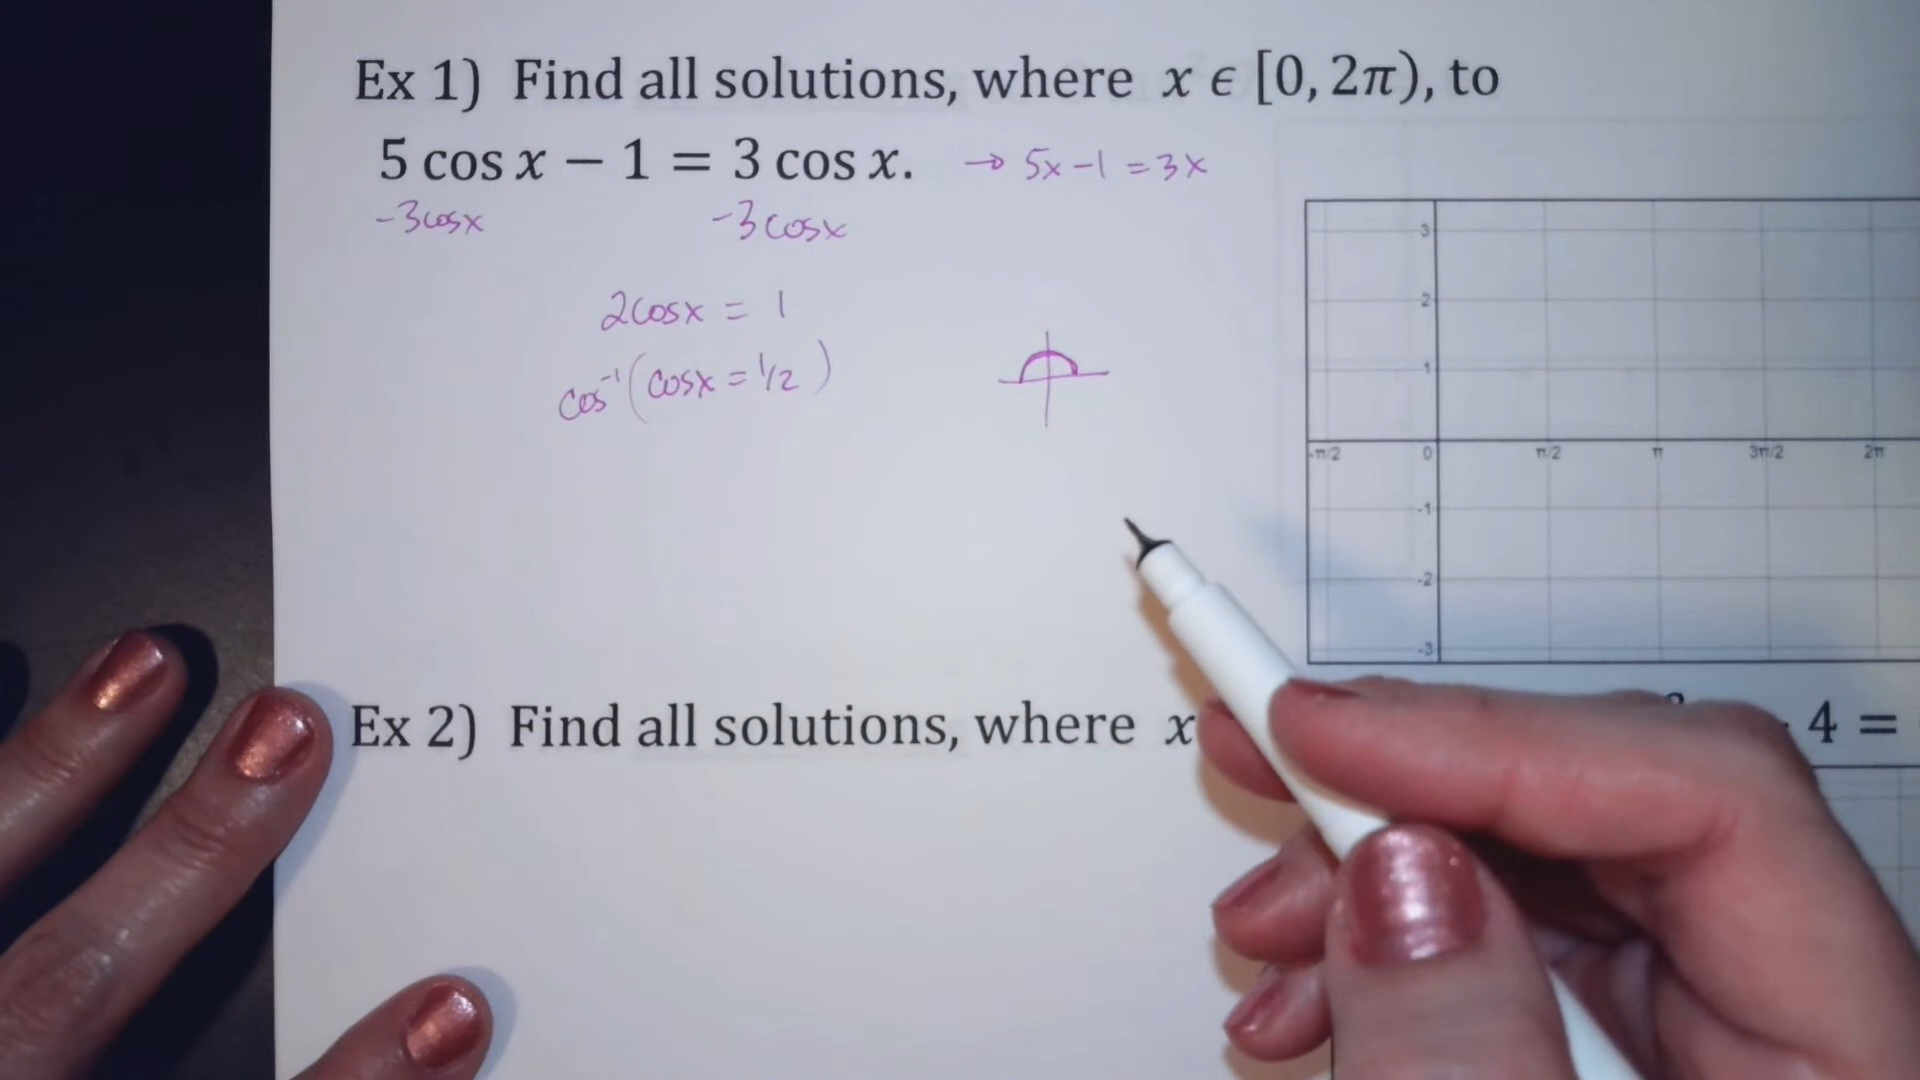 Ex 1) Find all solutions, where x ϵ [0, 2π), to
5 cos x − 1 = 3 cos x. → 5x − 1 = 3x
-3cosx -3cosx
2cosx = 1
cos⁻¹(cosx = 1/2)
3
2
1
-π/2 0 π/2 π 3π/2 2π
-1
-2
-3
Ex 2) Find all solutions, where x 4 =